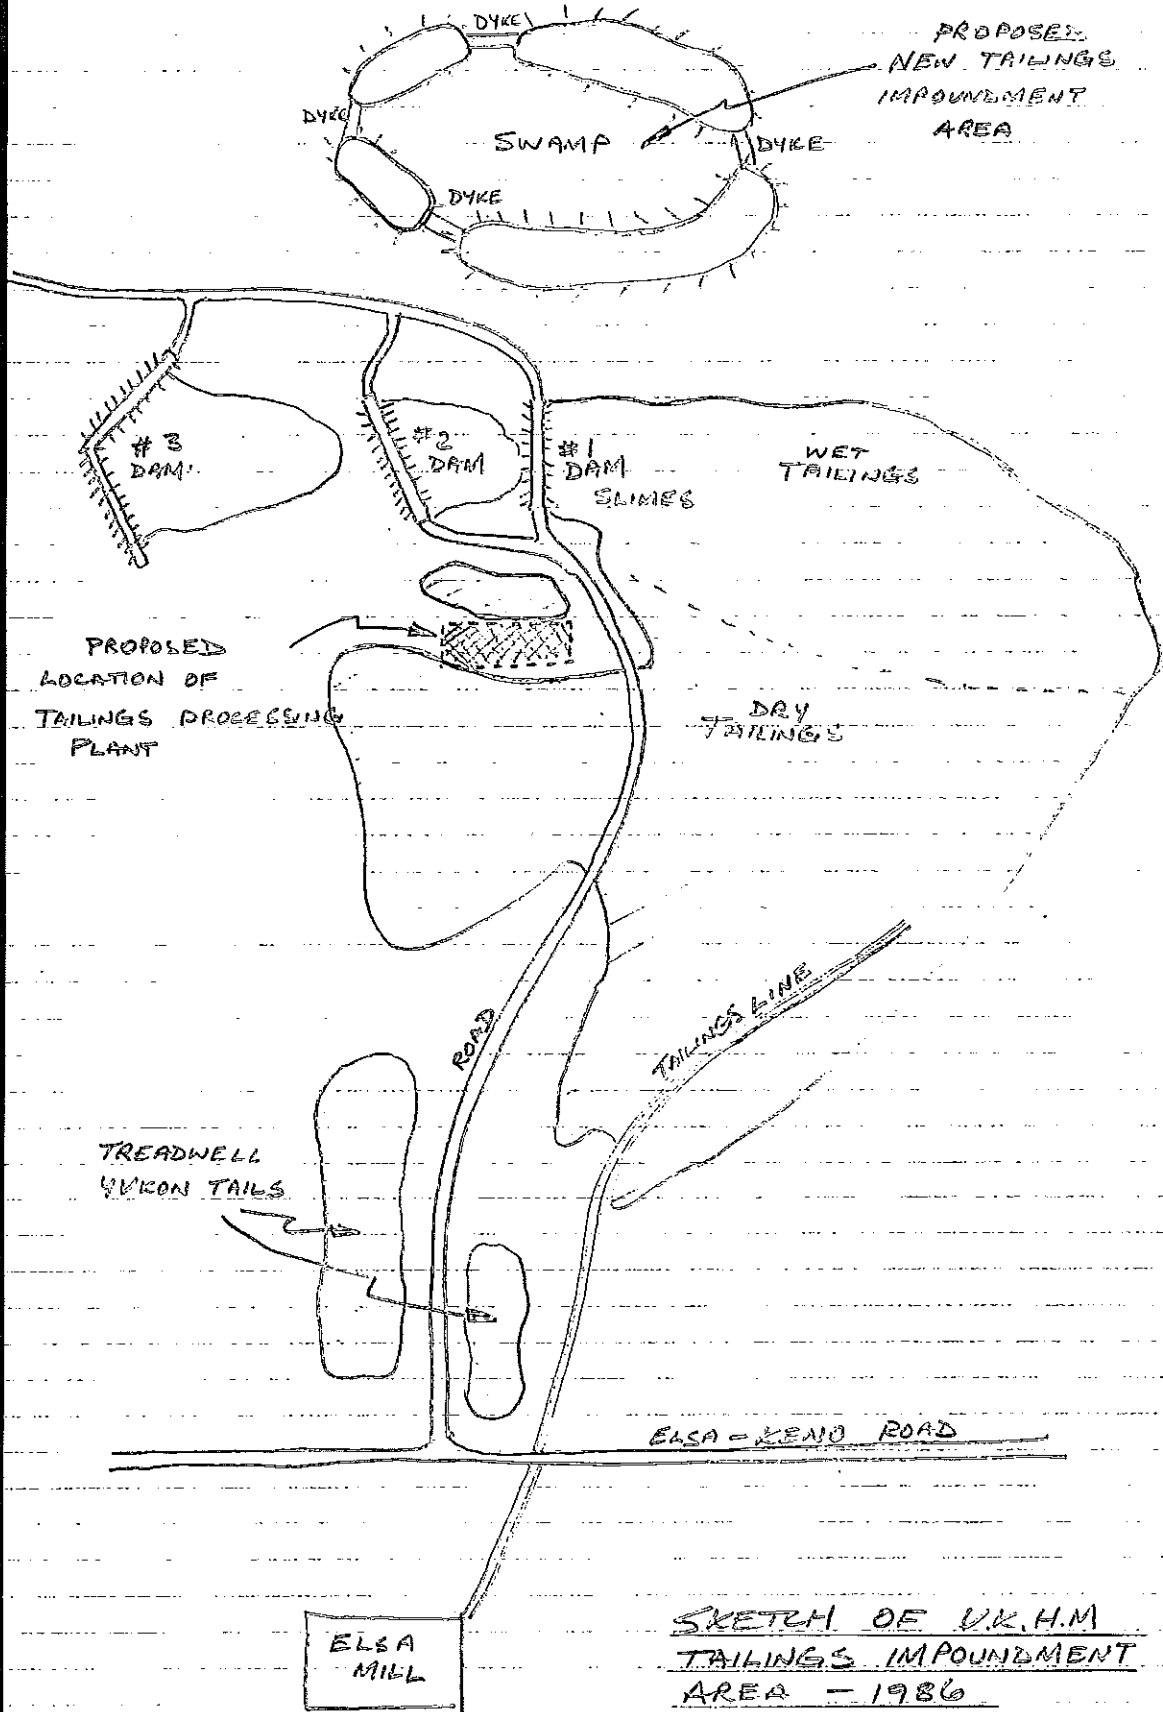 DYKE
PROPOSED
NEW TAILINGS
IMPOUNDMENT
AREA
DYKE
SWAMP
DYKE
DYKE
#3
DAM
#2
DAM
#1
DAM
SLIMES
WET
TAILINGS
PROPOSED
LOCATION OF
TAILINGS PROCESSING
PLANT
DRY
TAILINGS
ROAD
TAILINGS LINE
TREADWELL
YUKON TAILS
ELSA - KENO ROAD
ELSA
MILL
SKETCH OF U.K.H.M
TAILINGS IMPOUNDMENT
AREA - 1986